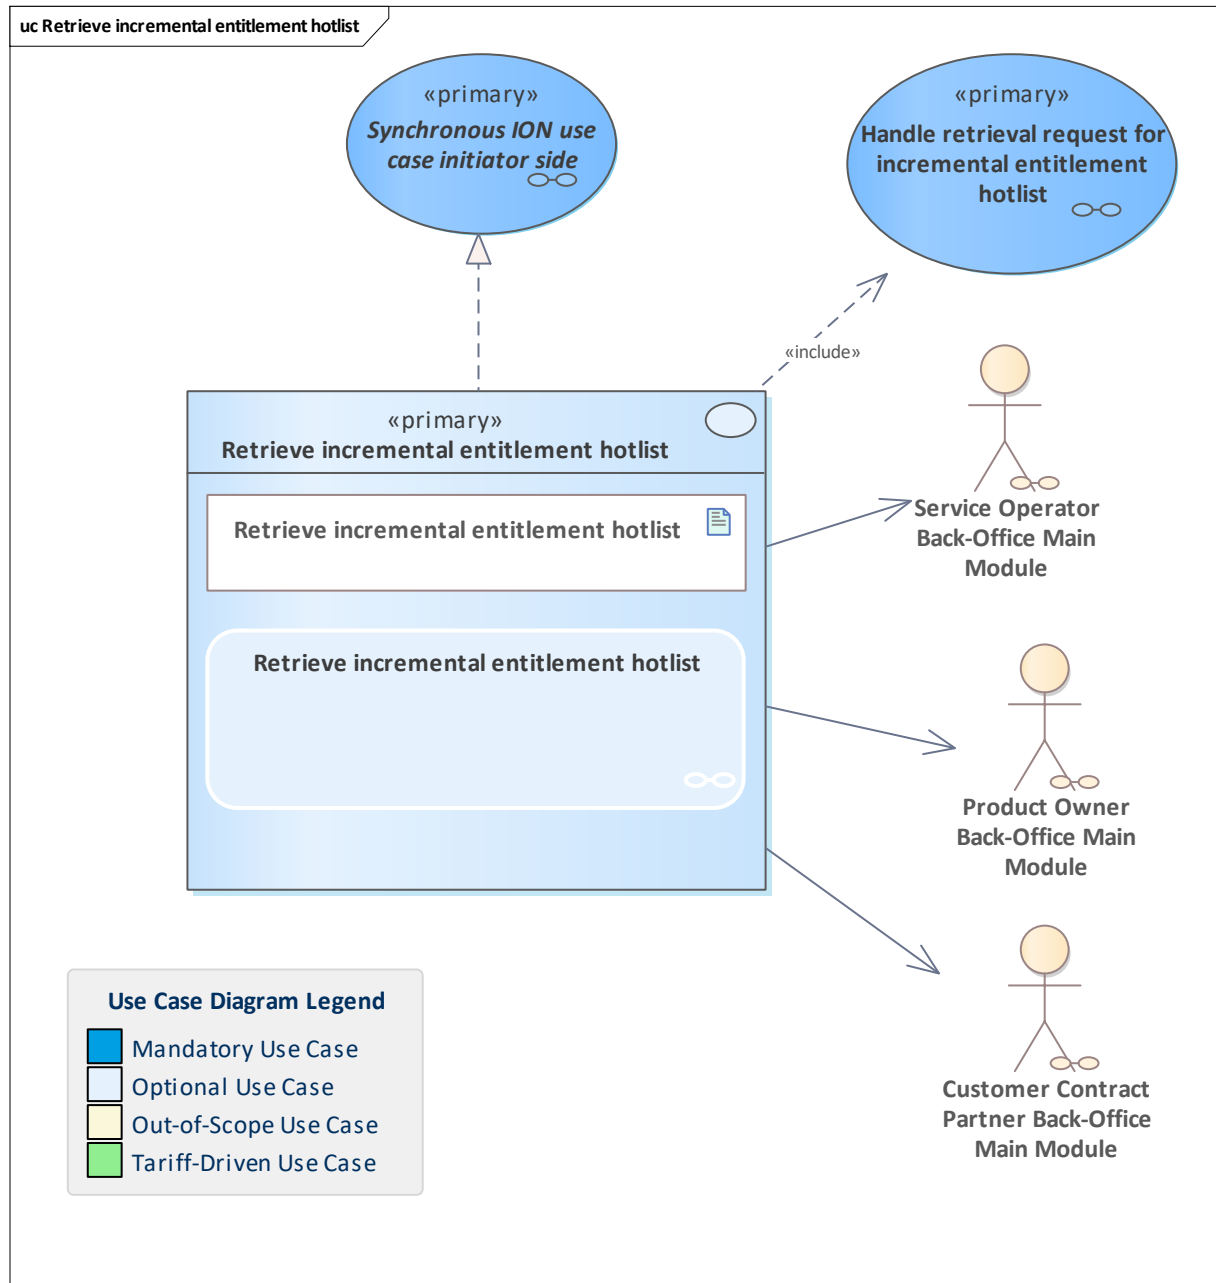 uc Retrieve incremental entitlement hotlist
«primary»
Synchronous ION use
case initiator side
«primary»
Handle retrieval request for
incremental entitlement
hotlist
«include»
«primary»
Retrieve incremental entitlement hotlist
Retrieve incremental entitlement hotlist
Retrieve incremental entitlement hotlist
Service Operator
Back-Office Main
Module
Product Owner
Back-Office Main
Module
Customer Contract
Partner Back-Office
Main Module
Use Case Diagram Legend
Mandatory Use Case
Optional Use Case
Out-of-Scope Use Case
Tariff-Driven Use Case